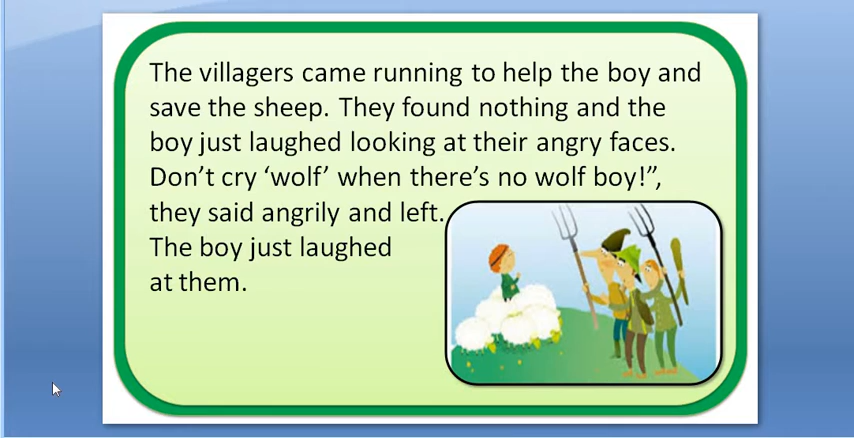 The villagers came running to help the boy and
save the sheep. They found nothing and the
boy just laughed looking at their angry faces.
Don’t cry ‘wolf’ when there’s no wolf boy!”,
they said angrily and left.
The boy just laughed
at them.